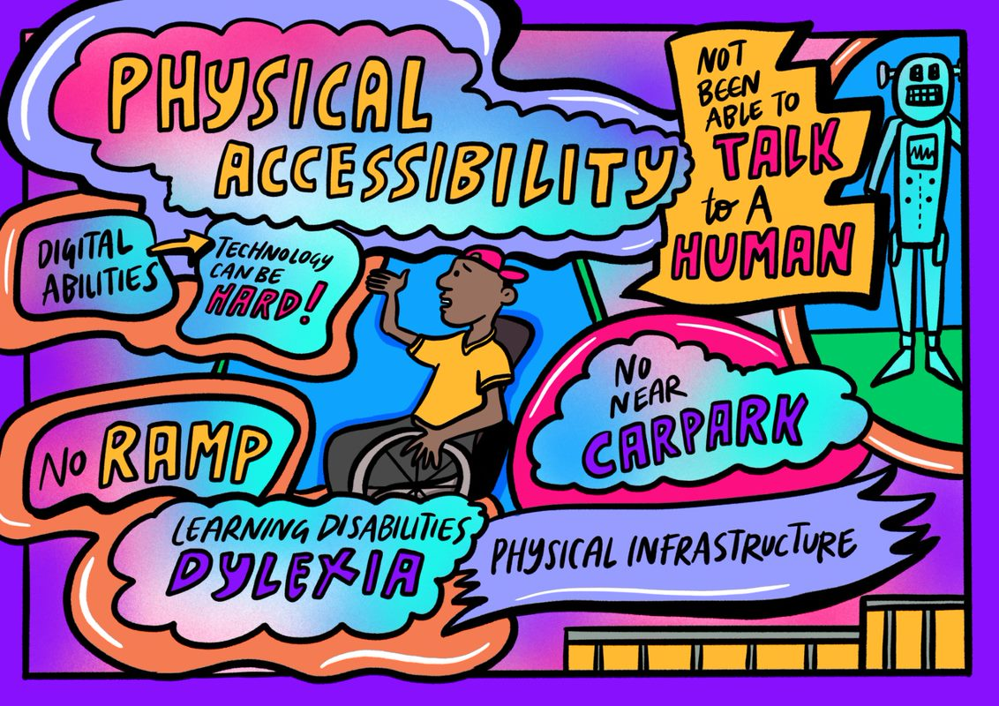 PHYSICAL
ACCESSIBILITY
NOT
BEEN
ABLE TO
TALK
to A
HUMAN
DIGITAL
ABILITIES
TECHNOLOGY
CAN BE
HARD!
NO
NEAR
CARPARK
NO RAMP
LEARNING DISABILITIES
DYLEXIA
PHYSICAL INFRASTRUCTURE